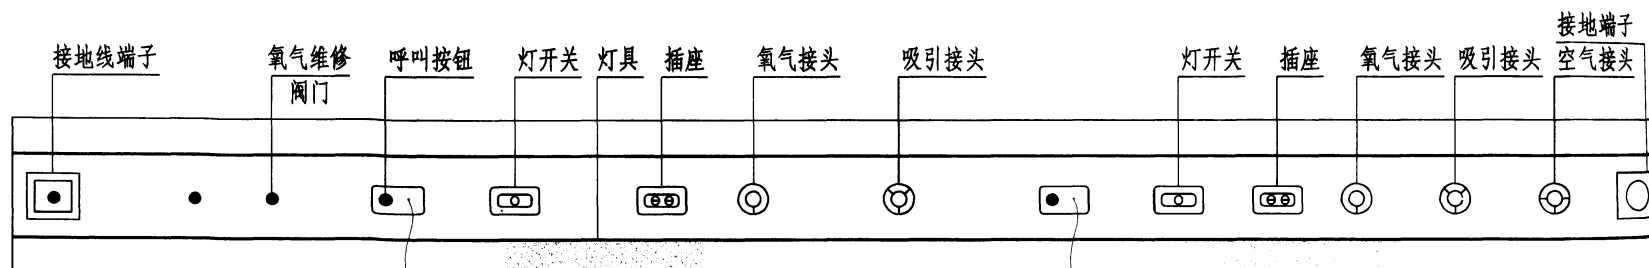 接地线端子
氧气维修
阀门
呼叫按钮
灯开关
灯具
插座
氧气接头
吸引接头
灯开关
插座
氧气接头
吸引接头
接地端子
空气接头